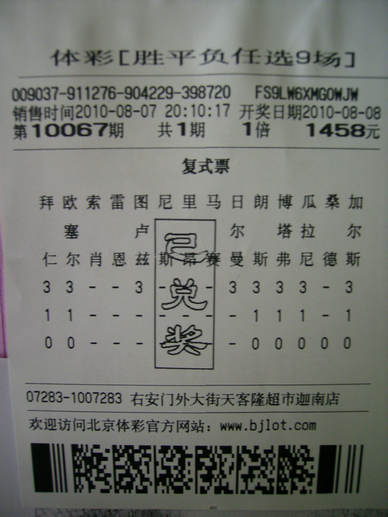 体彩[胜平负任选9场]
009037-911276-904229-398720 FS9LW6XMGOWJW
销售时间2010-08-07 20:10:17 开奖日期2010-08-08
第10067期 共1期 1倍 1458元
复式票
拜 欧 索 雷 图 尼 里 马 日 朗 博 瓜 桑 加
塞 卢 尔 塔 拉 尔
仁 尔 肖 恩 兹 斯 昂 赛 曼 斯 弗 尼 德 斯
3 3 - - 3 - - - 3 3 3 3 - 3
1 1 - - - - - - - 1 1 1 - 1
0 0 - - - - - - - 0 0 0 0 0
已兑奖
07283-1007283 右安门外大街天客隆超市迦南店
欢迎访问北京体彩官方网站：www.bjlot.com